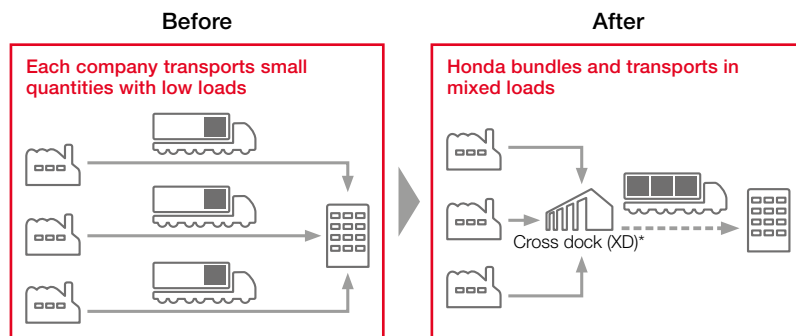 Before
After
Each company transports small
quantities with low loads
Honda bundles and transports in
mixed loads
Cross dock (XD)*